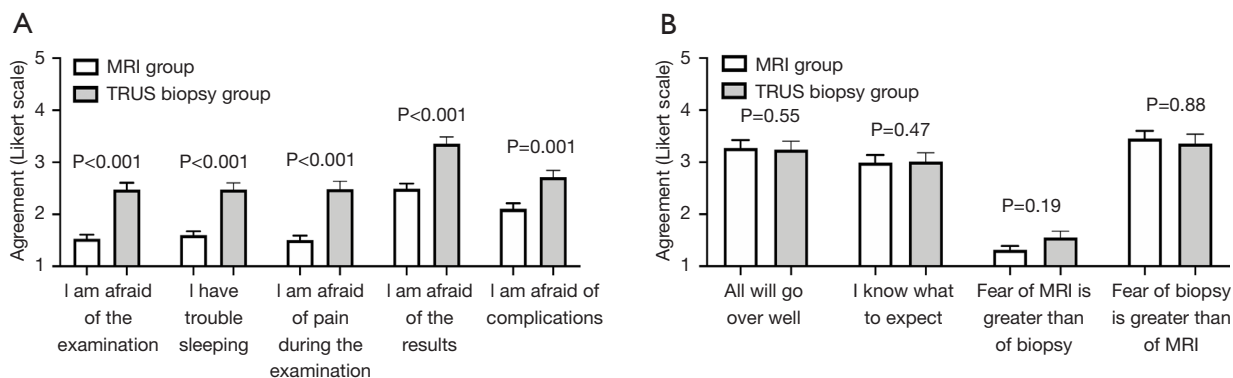 A
Agreement (Likert scale)
5
4
3
2
1
MRI group
TRUS biopsy group
P<0.001
P<0.001
P<0.001
P<0.001
P=0.001
I am afraid
of the
examination
I have
trouble
sleeping
I am afraid
of pain
during the
examination
I am afraid
of the
results
I am afraid of
complications
B
Agreement (Likert scale)
5
4
3
2
1
MRI group
TRUS biopsy group
P=0.55
P=0.47
P=0.19
P=0.88
All will go
over well
I know what
to expect
Fear of MRI is
greater than
of biopsy
Fear of biopsy
is greater than
of MRI